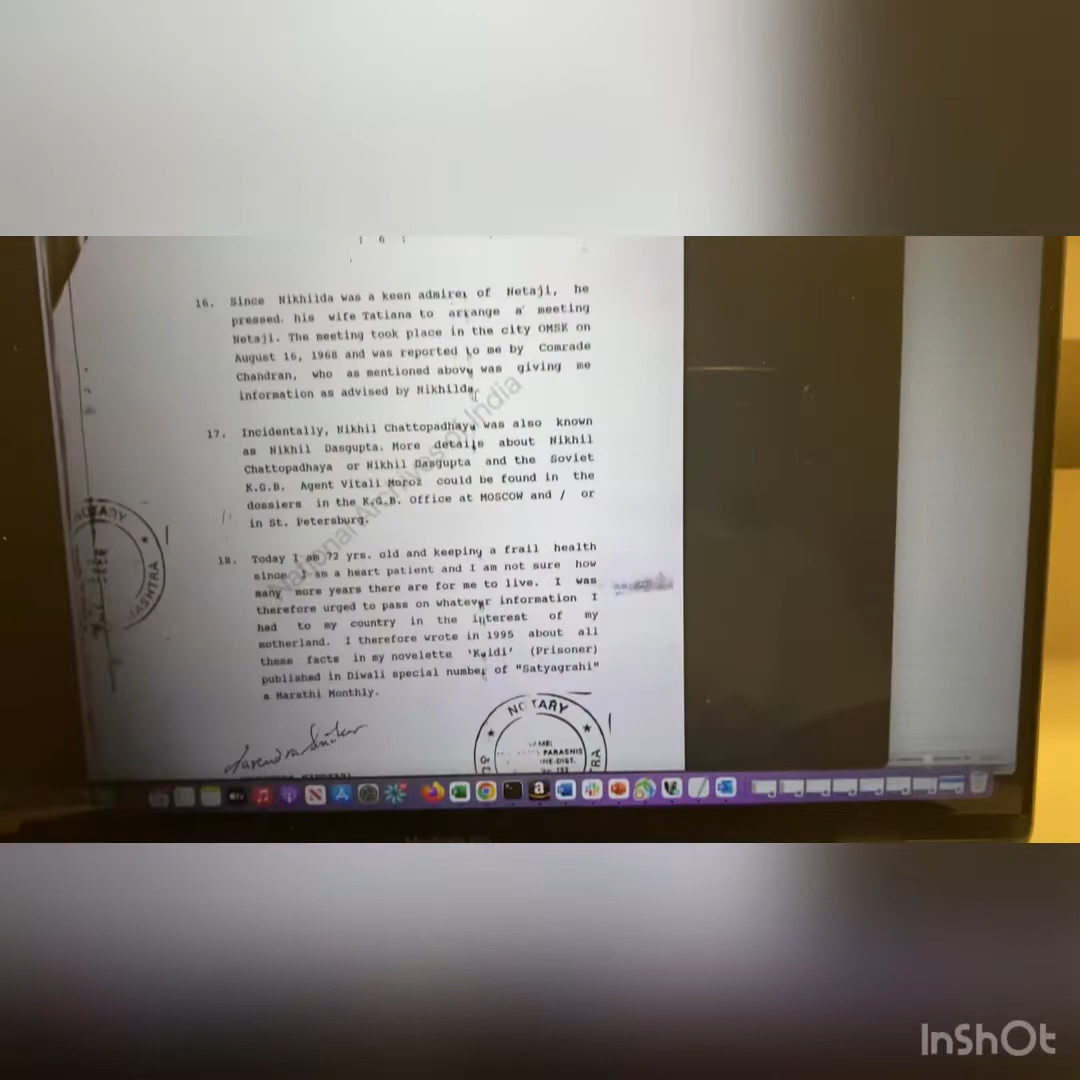 : 6 :
16. Since Nikhilda was a keen admirer of Netaji, he
pressed. his wife Tatiana to arrange a meeting
Netaji. The meeting took place in the city OMSK on
August 16, 1968 and was reported to me by Comrade
Chandran, who as mentioned above was giving me
information as advised by Nikhilda.
17. Incidentally, Nikhil Chattopadhaya was also known
as Nikhil Dasgupta. More details about Nikhil
Chattopadhaya or Nikhil Dasgupta and the Soviet
K.G.B. Agent Vitali Moroz could be found in the
dossiers in the K.G.B. office at MOSCOW and / or
in St. Petersburg.
18. Today I am 72 yrs. old and keeping a frail health
since I am a heart patient and I am not sure how
many more years there are for me to live. I was
therefore urged to pass on whatever information I
had to my country in the interest of my
motherland. I therefore wrote in 1995 about all
these facts in my novelette 'Kaidi' (Prisoner)
published in Diwali special number of "Satyagrahi"
a Marathi Monthly.
National Archives of India
NOTARY
NOTARY
PARASNIS
InShOt